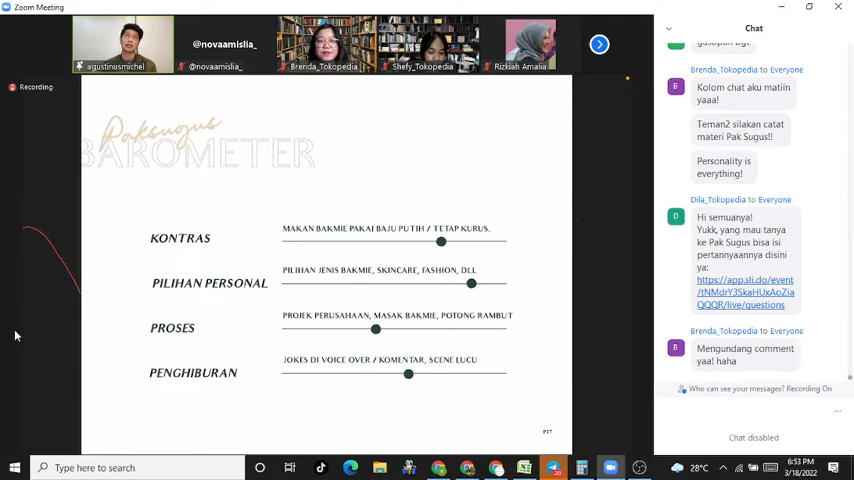 Zoom Meeting
@novaamislia_
agustinusmichel
@novaamislia_
Brenda_Tokopedia
Shefy_Tokopedia
Rizkiah Amalia
Recording
Paksugus
BAROMETER
KONTRAS
MAKAN BAKMIE PAKAI BAJU PUTIH / TETAP KURUS.
PILIHAN PERSONAL
PILIHAN JENIS BAKMIE, SKINCARE, FASHION, DLL
PROSES
PROJEK PERUSAHAAN, MASAK BAKMIE, POTONG RAMBUT
PENGHIBURAN
JOKES DI VOICE OVER / KOMENTAR, SCENE LUCU
P17
Chat
Brenda_Tokopedia to Everyone
B
Kolom chat aku matiin
yaaa!
Teman2 silakan catat
materi Pak Sugus!!
Personality is
everything!
Dila_Tokopedia to Everyone
D
Hi semuanya!
Yukk, yang mau tanya
ke Pak Sugus bisa isi
pertanyaannya disini
ya:
https://app.sli.do/event
/tNMdrY3SkaHUxAoZia
QQQR/live/questions
Brenda_Tokopedia to Everyone
B
Mengundang comment
yaa! haha
Who can see your messages? Recording On
Chat disabled
Type here to search
28°C
6:53 PM
3/18/2022